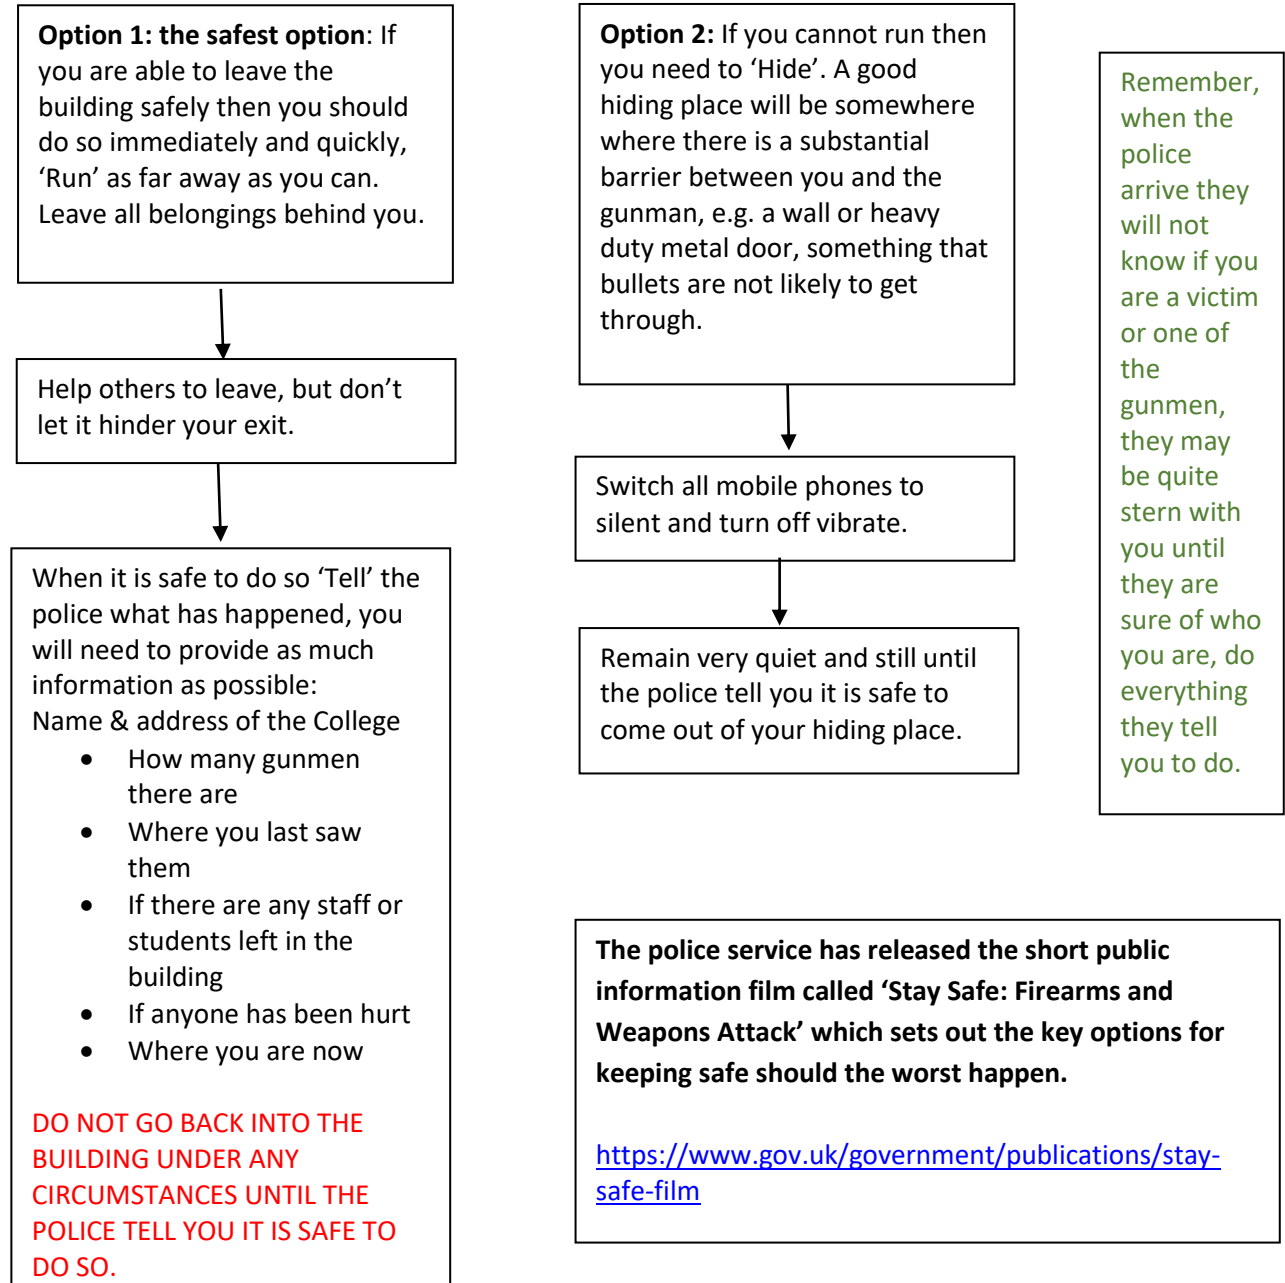 Option 1: the safest option: If
you are able to leave the
building safely then you should
do so immediately and quickly,
‘Run’ as far away as you can.
Leave all belongings behind you.
Help others to leave, but don’t
let it hinder your exit.
When it is safe to do so ‘Tell’ the
police what has happened, you
will need to provide as much
information as possible:
Name & address of the College
• How many gunmen
there are
• Where you last saw
them
• If there are any staff or
students left in the
building
• If anyone has been hurt
• Where you are now
DO NOT GO BACK INTO THE
BUILDING UNDER ANY
CIRCUMSTANCES UNTIL THE
POLICE TELL YOU IT IS SAFE TO
DO SO.
Option 2: If you cannot run then
you need to ‘Hide’. A good
hiding place will be somewhere
where there is a substantial
barrier between you and the
gunman, e.g. a wall or heavy
duty metal door, something that
bullets are not likely to get
through.
Switch all mobile phones to
silent and turn off vibrate.
Remain very quiet and still until
the police tell you it is safe to
come out of your hiding place.
Remember,
when the
police
arrive they
will not
know if you
are a victim
or one of
the
gunmen,
they may
be quite
stern with
you until
they are
sure of who
you are, do
everything
they tell
you to do.
The police service has released the short public
information film called ‘Stay Safe: Firearms and
Weapons Attack’ which sets out the key options for
keeping safe should the worst happen.
https://www.gov.uk/government/publications/stay-
safe-film